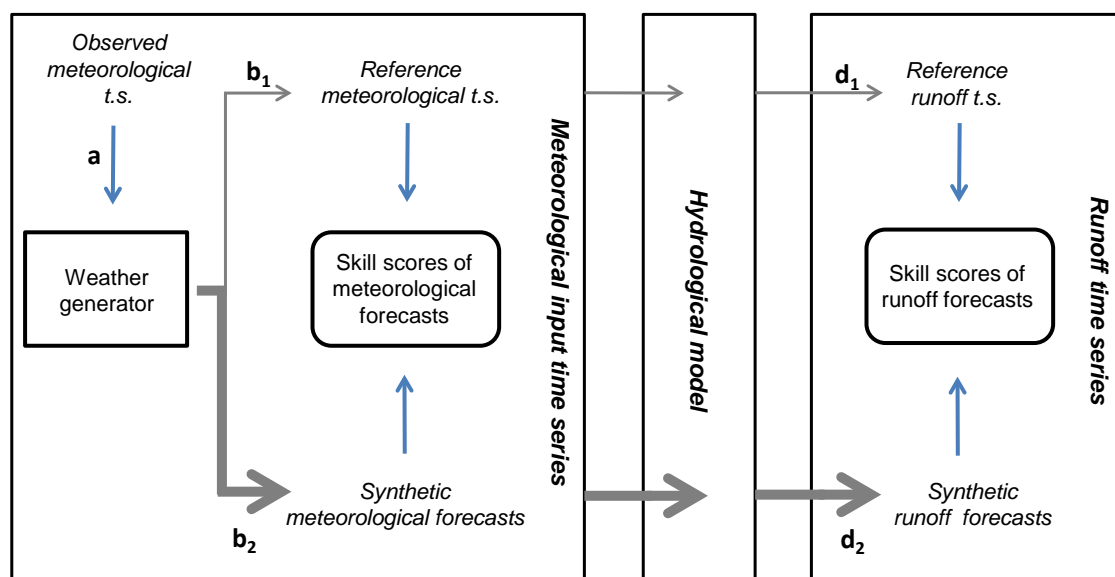 Observed
meteorological
t.s.
a
Weather
generator
b1
Reference
meteorological t.s.
Skill scores of
meteorological
forecasts
Synthetic
meteorological forecasts
b2
Meteorological input time series
Hydrological model
d1
Reference
runoff t.s.
Skill scores of
runoff forecasts
Synthetic
runoff forecasts
d2
Runoff time series